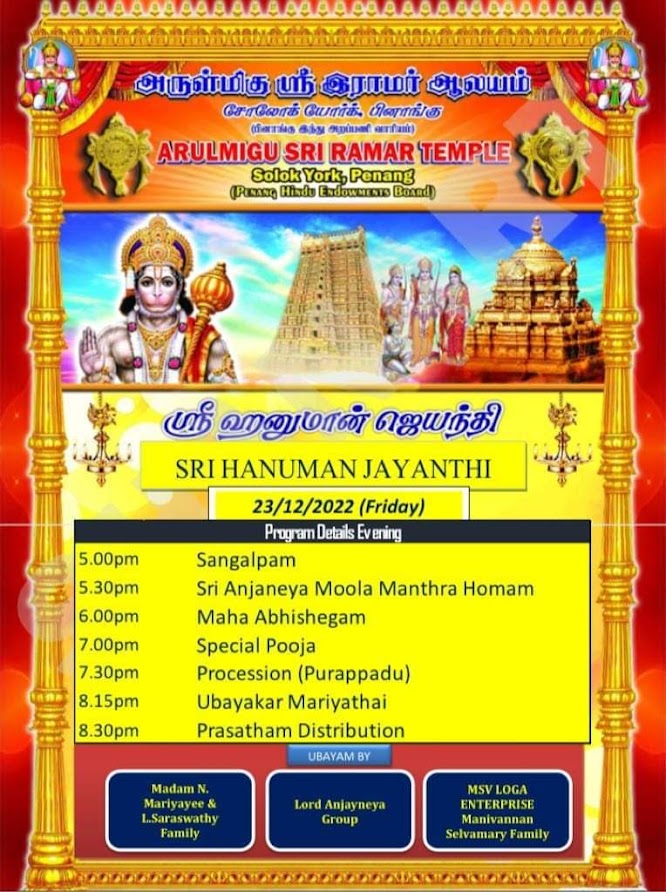 அருள்மிகு ஸ்ரீ இராமர் ஆலயம்
சோலோக் யோர்க், பினாங்கு
(பினாங்கு இந்து அறப்பணி வாரியம்)
ARULMIGU SRI RAMAR TEMPLE
Solok York, Penang
(Penang Hindu Endowments Board)
ஸ்ரீ ஹனுமான் ஜெயந்தி
SRI HANUMAN JAYANTHI
23/12/2022 (Friday)
Program Details Evening
5.00pm Sangalpam
5.30pm Sri Anjaneya Moola Manthra Homam
6.00pm Maha Abhishegam
7.00pm Special Pooja
7.30pm Procession (Purappadu)
8.15pm Ubayakar Mariyathai
8.30pm Prasatham Distribution
UBAYAM BY
Madam N.
Mariyayee &
L.Saraswathy
Family
Lord Anjayneya
Group
MSV LOGA
ENTERPRISE
Manivannan
Selvamary Family